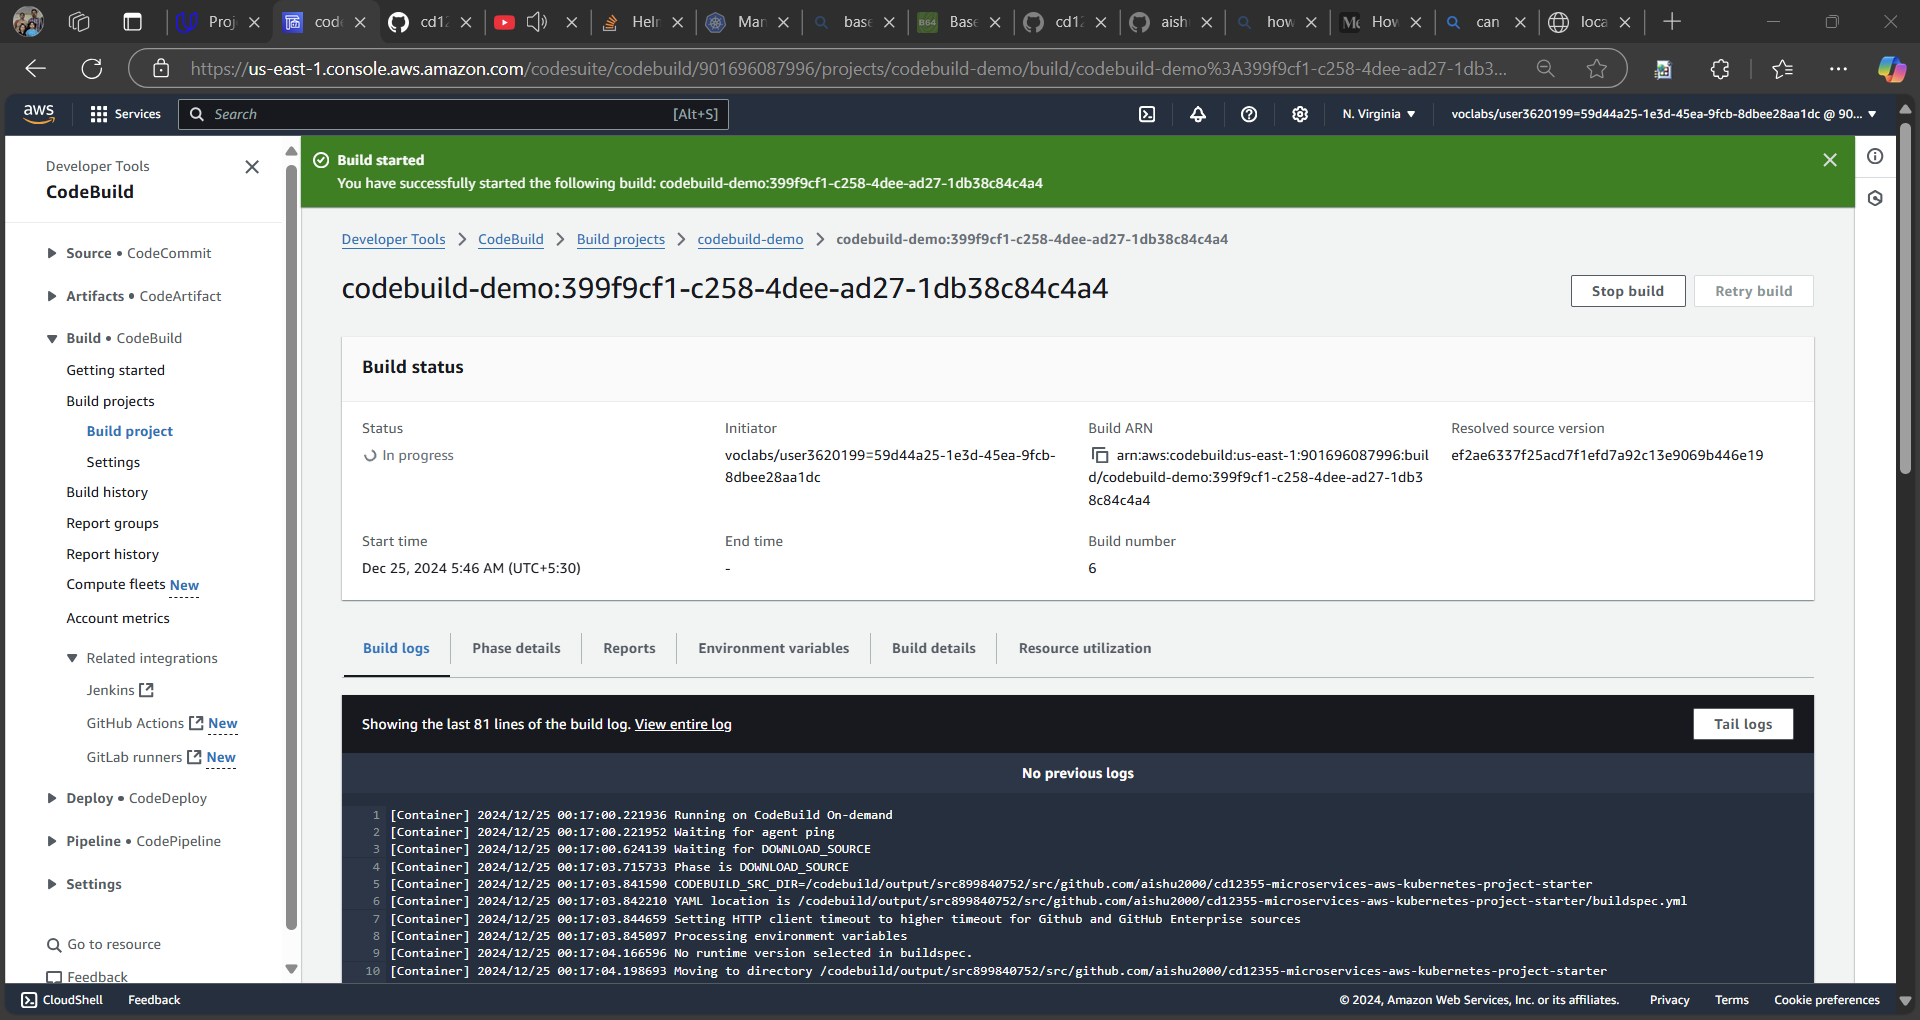 Proj
code
cd12
Helm
Man
base
B64
Base
cd12
aish
how
Mc
How
can
loca
https://us-east-1.console.aws.amazon.com/codesuite/codebuild/901696087996/projects/codebuild-demo/build/codebuild-demo%3A399f9cf1-c258-4dee-ad27-1db3...
aws
Services
Search
[Alt+S]
N. Virginia
voclabs/user3620199=59d44a25-1e3d-45ea-9fcb-8dbee28aa1dc @ 90...
Developer Tools
CodeBuild
Source • CodeCommit
Artifacts • CodeArtifact
Build • CodeBuild
Getting started
Build projects
Build project
Settings
Build history
Report groups
Report history
Compute fleets New
Account metrics
Related integrations
Jenkins
GitHub Actions New
GitLab runners New
Deploy • CodeDeploy
Pipeline • CodePipeline
Settings
Go to resource
Feedback
Build started
You have successfully started the following build: codebuild-demo:399f9cf1-c258-4dee-ad27-1db38c84c4a4
Developer Tools > CodeBuild > Build projects > codebuild-demo > codebuild-demo:399f9cf1-c258-4dee-ad27-1db38c84c4a4
codebuild-demo:399f9cf1-c258-4dee-ad27-1db38c84c4a4
Stop build
Retry build
Build status
Status
In progress
Initiator
voclabs/user3620199=59d44a25-1e3d-45ea-9fcb-
8dbee28aa1dc
Build ARN
arn:aws:codebuild:us-east-1:901696087996:buil
d/codebuild-demo:399f9cf1-c258-4dee-ad27-1db3
8c84c4a4
Resolved source version
ef2ae6337f25acd7f1efd7a92c13e9069b446e19
Start time
Dec 25, 2024 5:46 AM (UTC+5:30)
End time
-
Build number
6
Build logs
Phase details
Reports
Environment variables
Build details
Resource utilization
Showing the last 81 lines of the build log. View entire log
Tail logs
No previous logs
1 [Container] 2024/12/25 00:17:00.221936 Running on CodeBuild On-demand
2 [Container] 2024/12/25 00:17:00.221952 Waiting for agent ping
3 [Container] 2024/12/25 00:17:00.624139 Waiting for DOWNLOAD_SOURCE
4 [Container] 2024/12/25 00:17:03.715733 Phase is DOWNLOAD_SOURCE
5 [Container] 2024/12/25 00:17:03.841590 CODEBUILD_SRC_DIR=/codebuild/output/src899840752/src/github.com/aishu2000/cd12355-microservices-aws-kubernetes-project-starter
6 [Container] 2024/12/25 00:17:03.842210 YAML location is /codebuild/output/src899840752/src/github.com/aishu2000/cd12355-microservices-aws-kubernetes-project-starter/buildspec.yml
7 [Container] 2024/12/25 00:17:03.844659 Setting HTTP client timeout to higher timeout for Github and GitHub Enterprise sources
8 [Container] 2024/12/25 00:17:03.845097 Processing environment variables
9 [Container] 2024/12/25 00:17:04.166596 No runtime version selected in buildspec.
10 [Container] 2024/12/25 00:17:04.198693 Moving to directory /codebuild/output/src899840752/src/github.com/aishu2000/cd12355-microservices-aws-kubernetes-project-starter
CloudShell
Feedback
© 2024, Amazon Web Services, Inc. or its affiliates.
Privacy
Terms
Cookie preferences